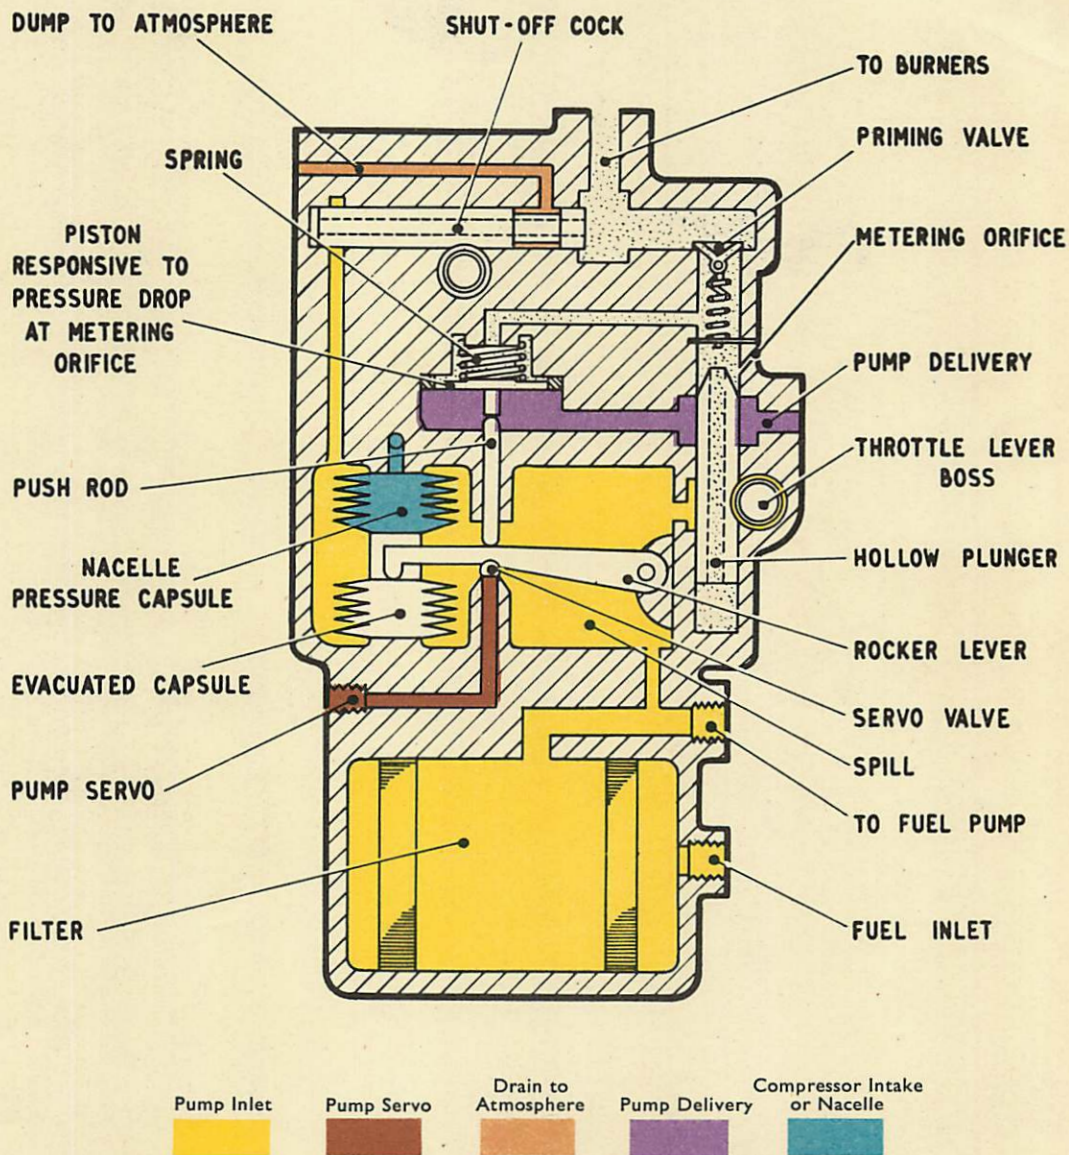 DUMP TO ATMOSPHERE
SHUT-OFF COCK
TO BURNERS
PRIMING VALVE
SPRING
PISTON
RESPONSIVE TO
PRESSURE DROP
AT METERING
ORIFICE
METERING ORIFICE
PUMP DELIVERY
THROTTLE LEVER
BOSS
PUSH ROD
NACELLE
PRESSURE CAPSULE
HOLLOW PLUNGER
EVACUATED CAPSULE
ROCKER LEVER
SERVO VALVE
SPILL
PUMP SERVO
TO FUEL PUMP
FILTER
FUEL INLET
Pump Inlet
Pump Servo
Drain to
Atmosphere
Pump Delivery
Compressor Intake
or Nacelle